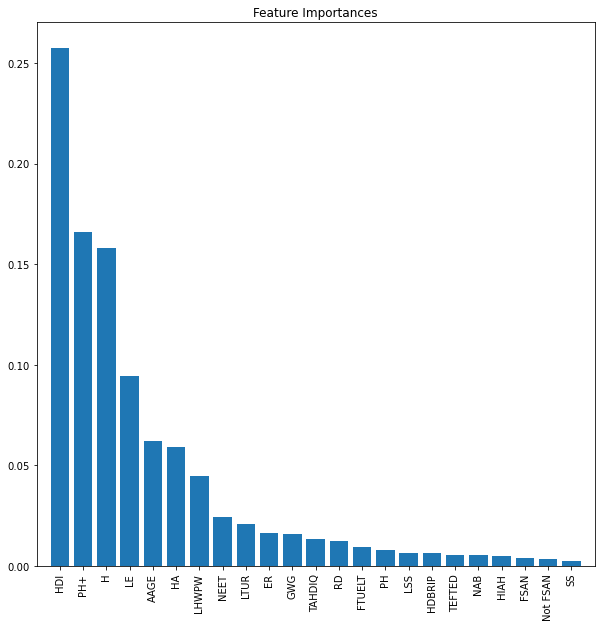 Feature Importances
0.25
0.20
0.15
0.10
0.05
0.00
HDI
PH+
H
LE
AAGE
HA
LHWPW
NEET
LTUR
ER
GWG
TAHDIQ
RD
FTUELT
PH
LSS
HDBRIP
TEFTED
NAB
HIAH
FSAN
Not FSAN
SS